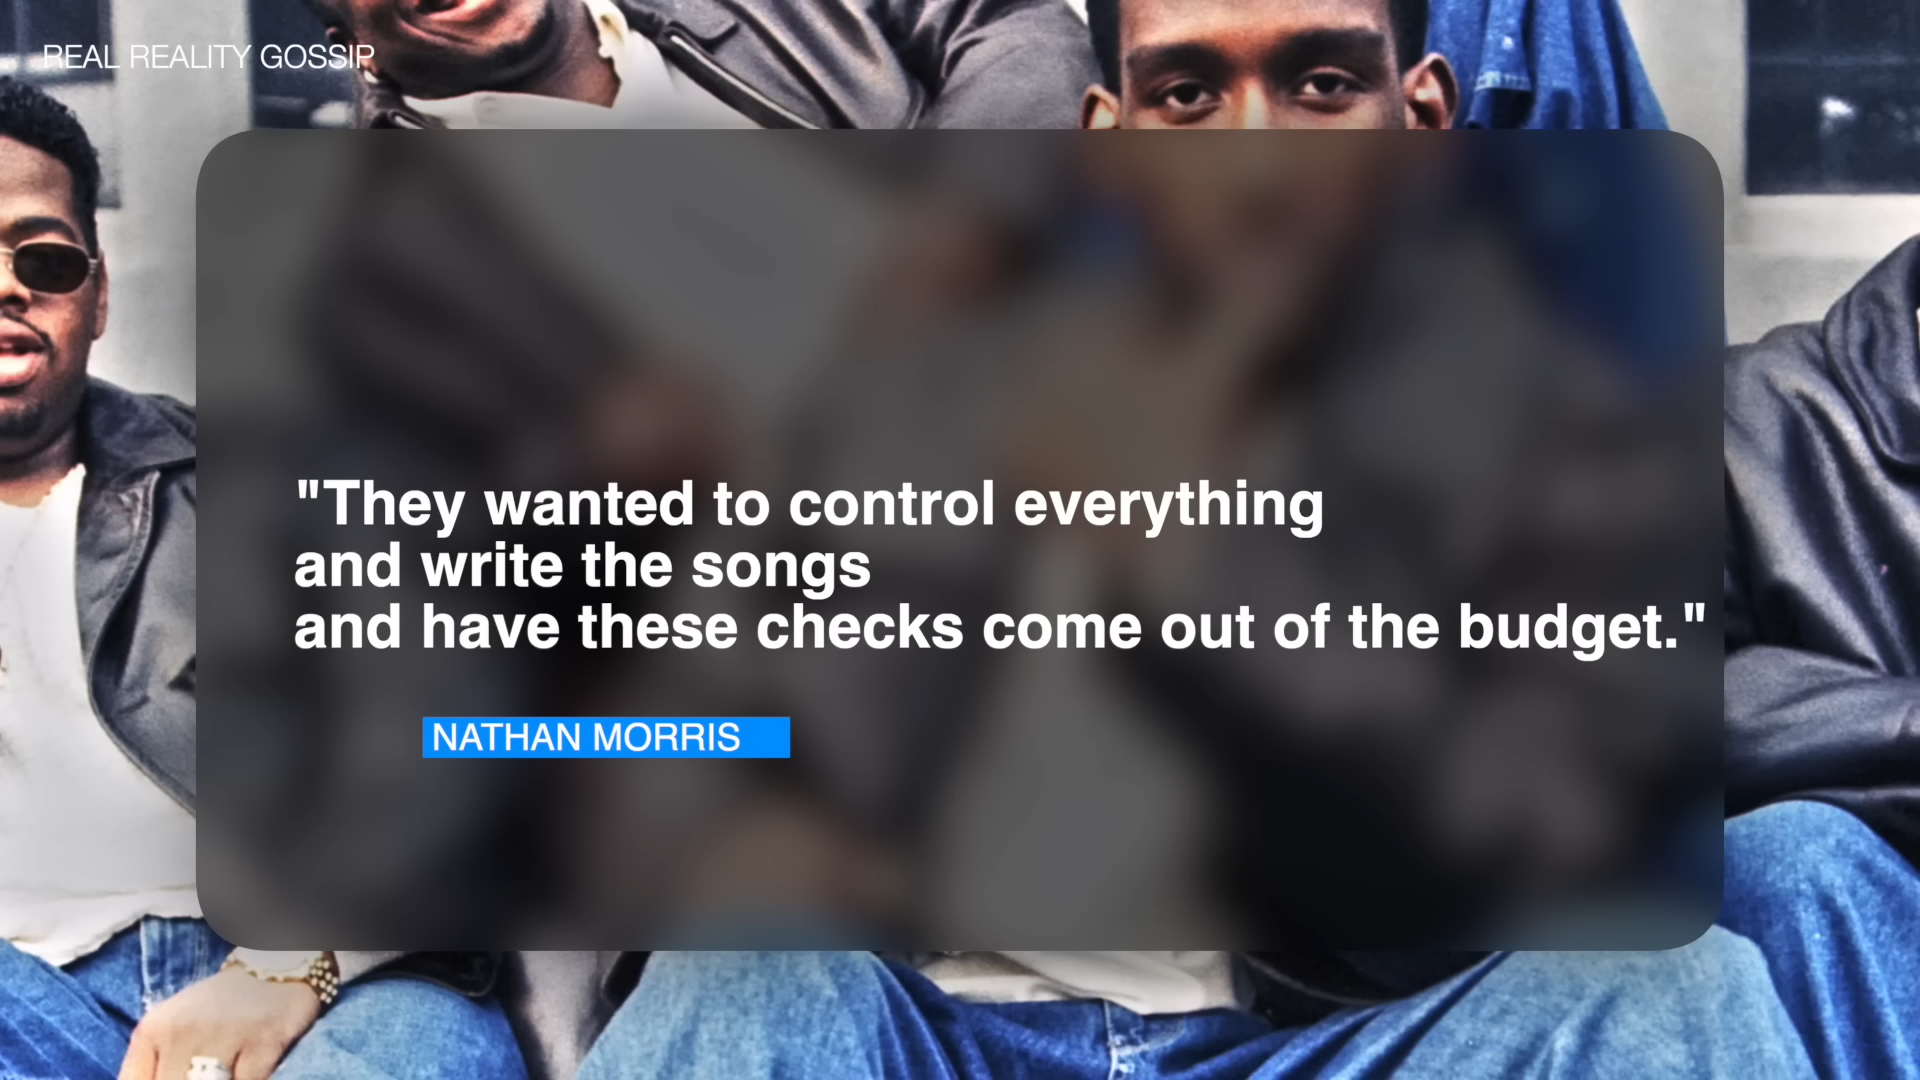 REAL REALITY GOSSIP
"They wanted to control everything
and write the songs
and have these checks come out of the budget."
NATHAN MORRIS